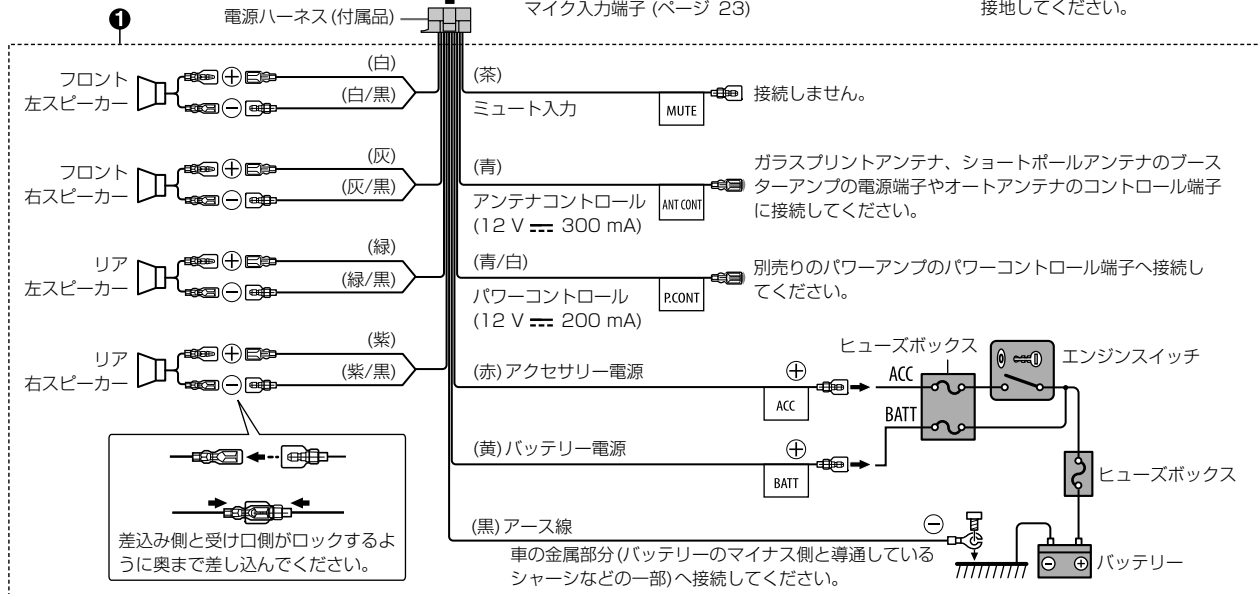 電源ハーネス(付属品)
マイク入力端子 (ページ 23)
接地してください。
1
フロント
左スピーカー
(白)
(白/黒)
フロント
右スピーカー
(灰)
(灰/黒)
リア
左スピーカー
(緑)
(緑/黒)
リア
右スピーカー
(紫)
(紫/黒)
差込み側と受け口側がロックするよ
うに奥まで差し込んでください。
(茶)
ミュート入力
MUTE
接続しません。
(青)
アンテナコントロール
(12 V ⎓ 300 mA)
ANT CONT
ガラスプリントアンテナ、ショートポールアンテナのブース
ターアンプの電源端子やオートアンテナのコントロール端子
に接続してください。
(青/白)
パワーコントロール
(12 V ⎓ 200 mA)
P.CONT
別売りのパワーアンプのパワーコントロール端子へ接続し
てください。
(赤)アクセサリー電源
ACC
ACC
ヒューズボックス
エンジンスイッチ
(黄)バッテリー電源
BATT
BATT
ヒューズボックス
(黒)アース線
車の金属部分(バッテリーのマイナス側と導通している
シャーシなどの一部)へ接続してください。
バッテリー